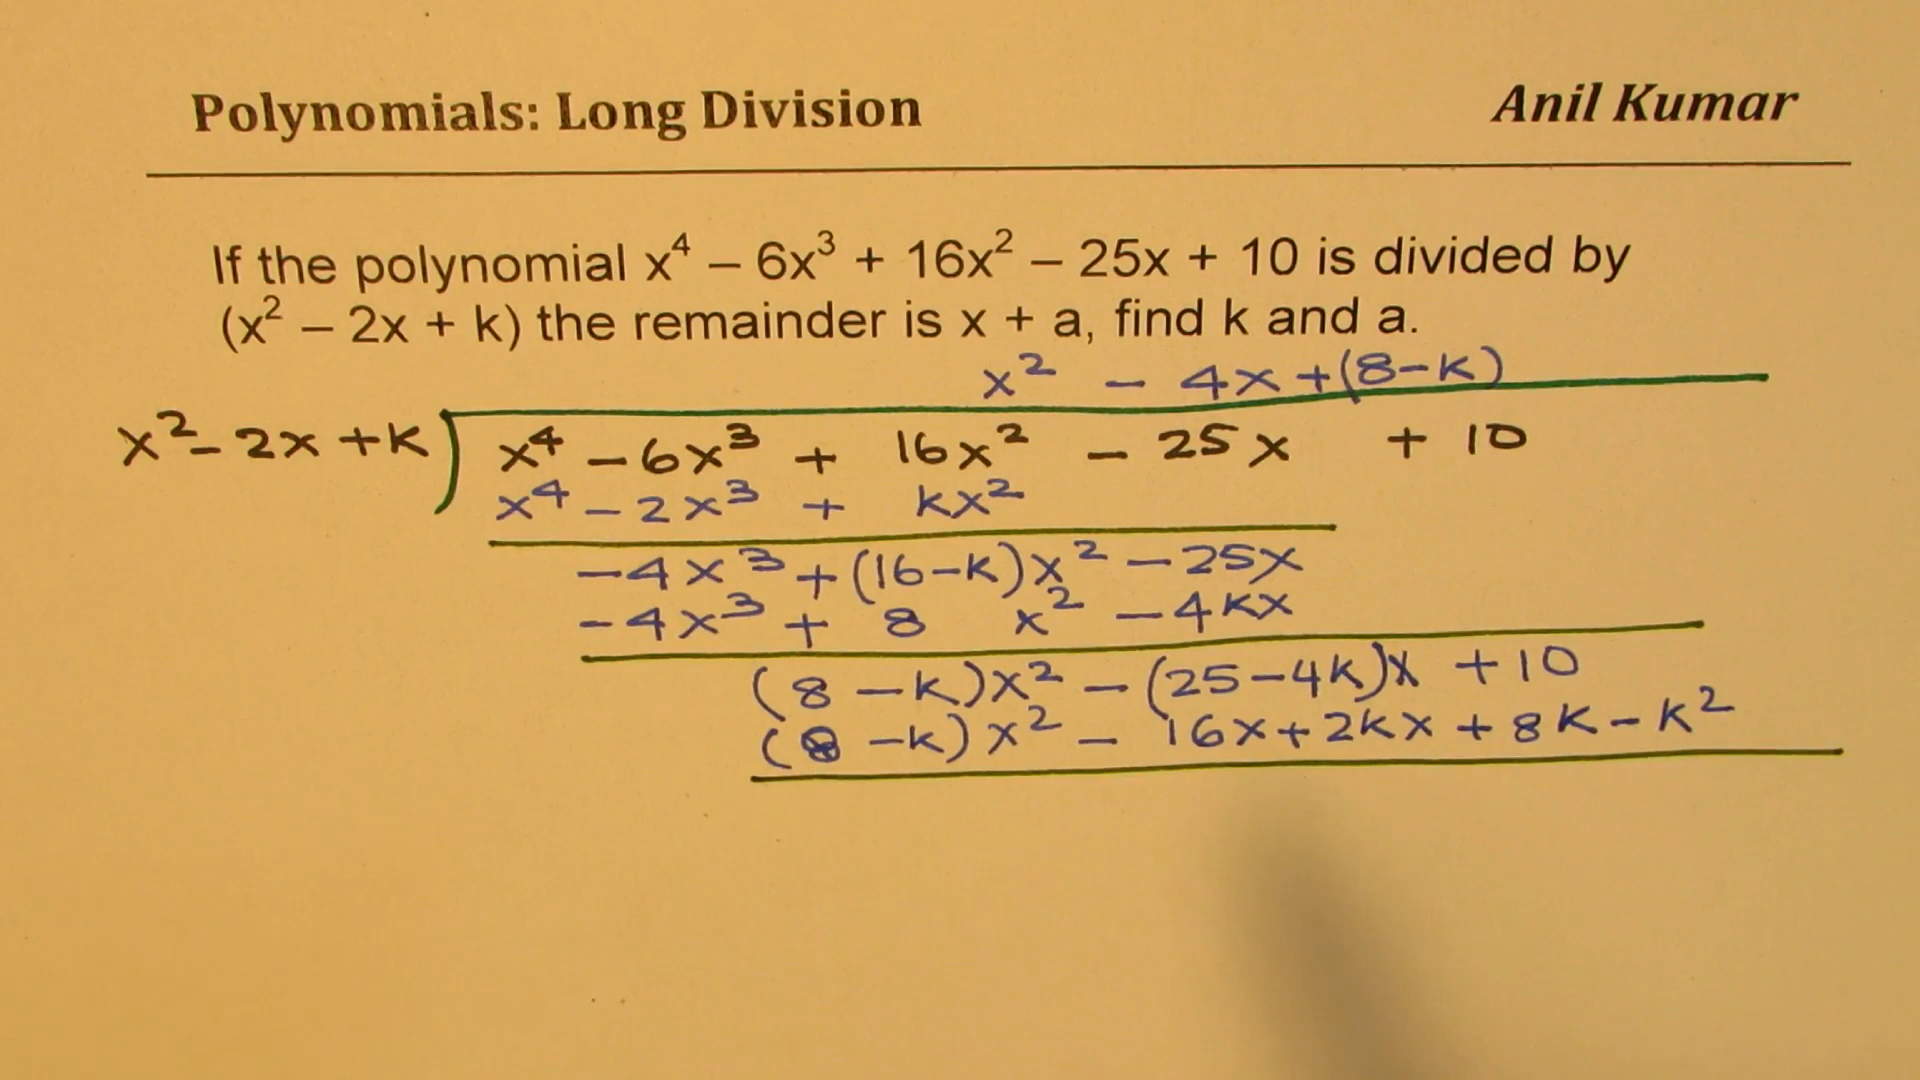 Polynomials: Long Division
Anil Kumar
If the polynomial x⁴ – 6x³ + 16x² – 25x + 10 is divided by
(x² – 2x + k) the remainder is x + a, find k and a.
x² - 4x + (8-k)
x² - 2x + k ) x⁴ - 6x³ + 16x² - 25x + 10
x⁴ - 2x³ + kx²
-4x³ + (16-k)x² - 25x
-4x³ + 8 x² - 4kx
(8 - k)x² - (25-4k)x + 10
(8 - k)x² - 16x + 2kx + 8k - k²